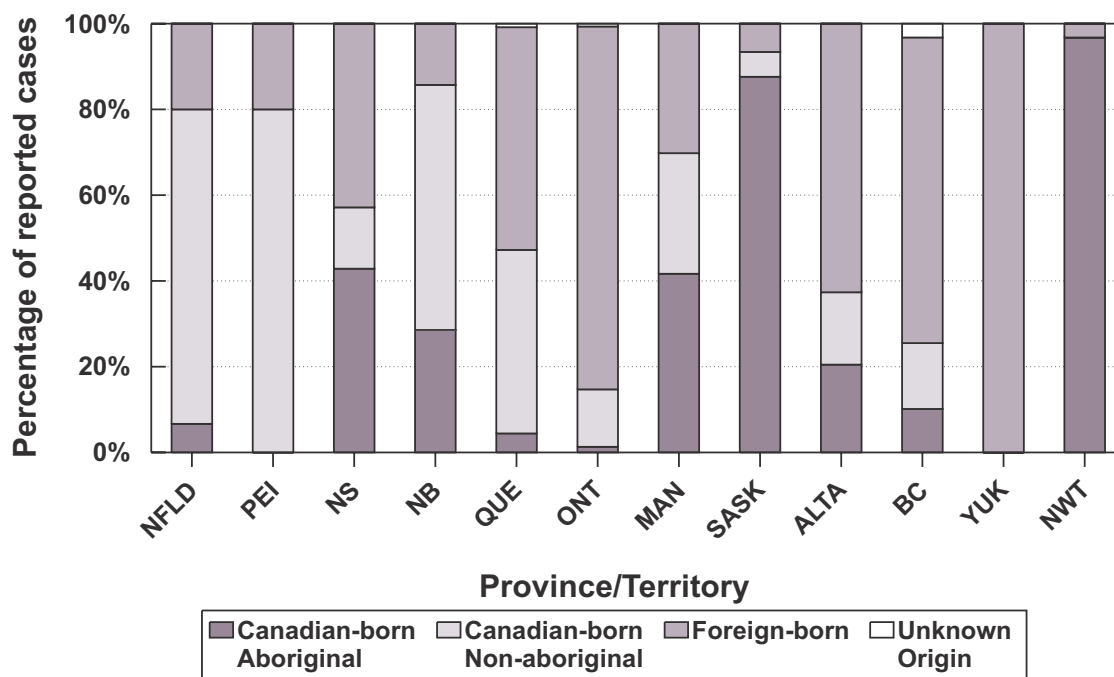 Percentage of reported cases
100%
80%
60%
40%
20%
0%
NFLD
PEI
NS
NB
QUE
ONT
MAN
SASK
ALTA
BC
YUK
NWT
Province/Territory
Canadian-born
Aboriginal
Canadian-born
Non-aboriginal
Foreign-born
Unknown
Origin